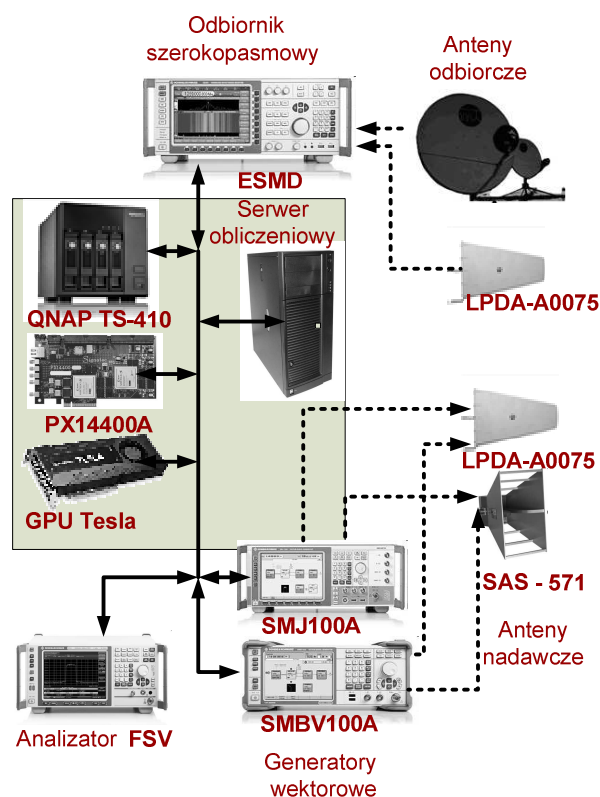 Odbiornik
szerokopasmowy
Anteny
odbiorcze
ESMD
Serwer
obliczeniowy
QNAP TS-410
LPDA-A0075
PX14400A
LPDA-A0075
GPU Tesla
SAS - 571
SMJ100A
Anteny
nadawcze
SMBV100A
Analizator FSV
Generatory
wektorowe